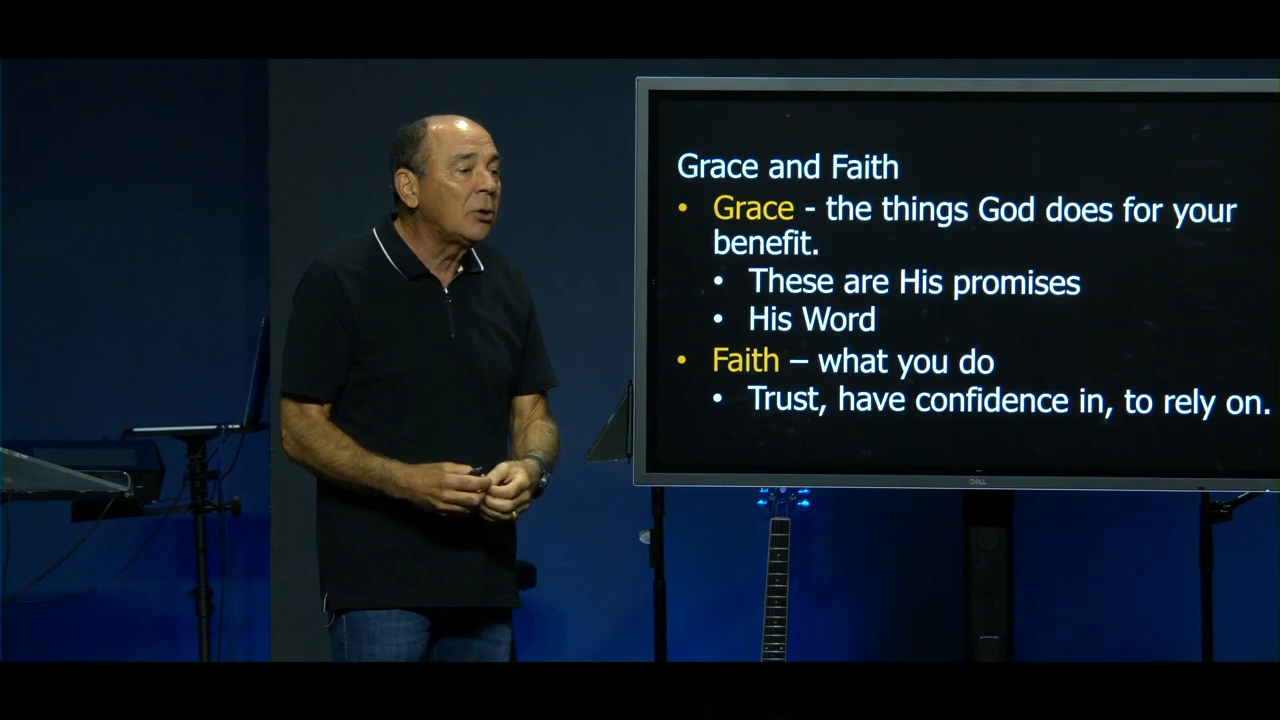 Grace and Faith
• Grace - the things God does for your
benefit.
• These are His promises
• His Word
• Faith – what you do
• Trust, have confidence in, to rely on.
DELL